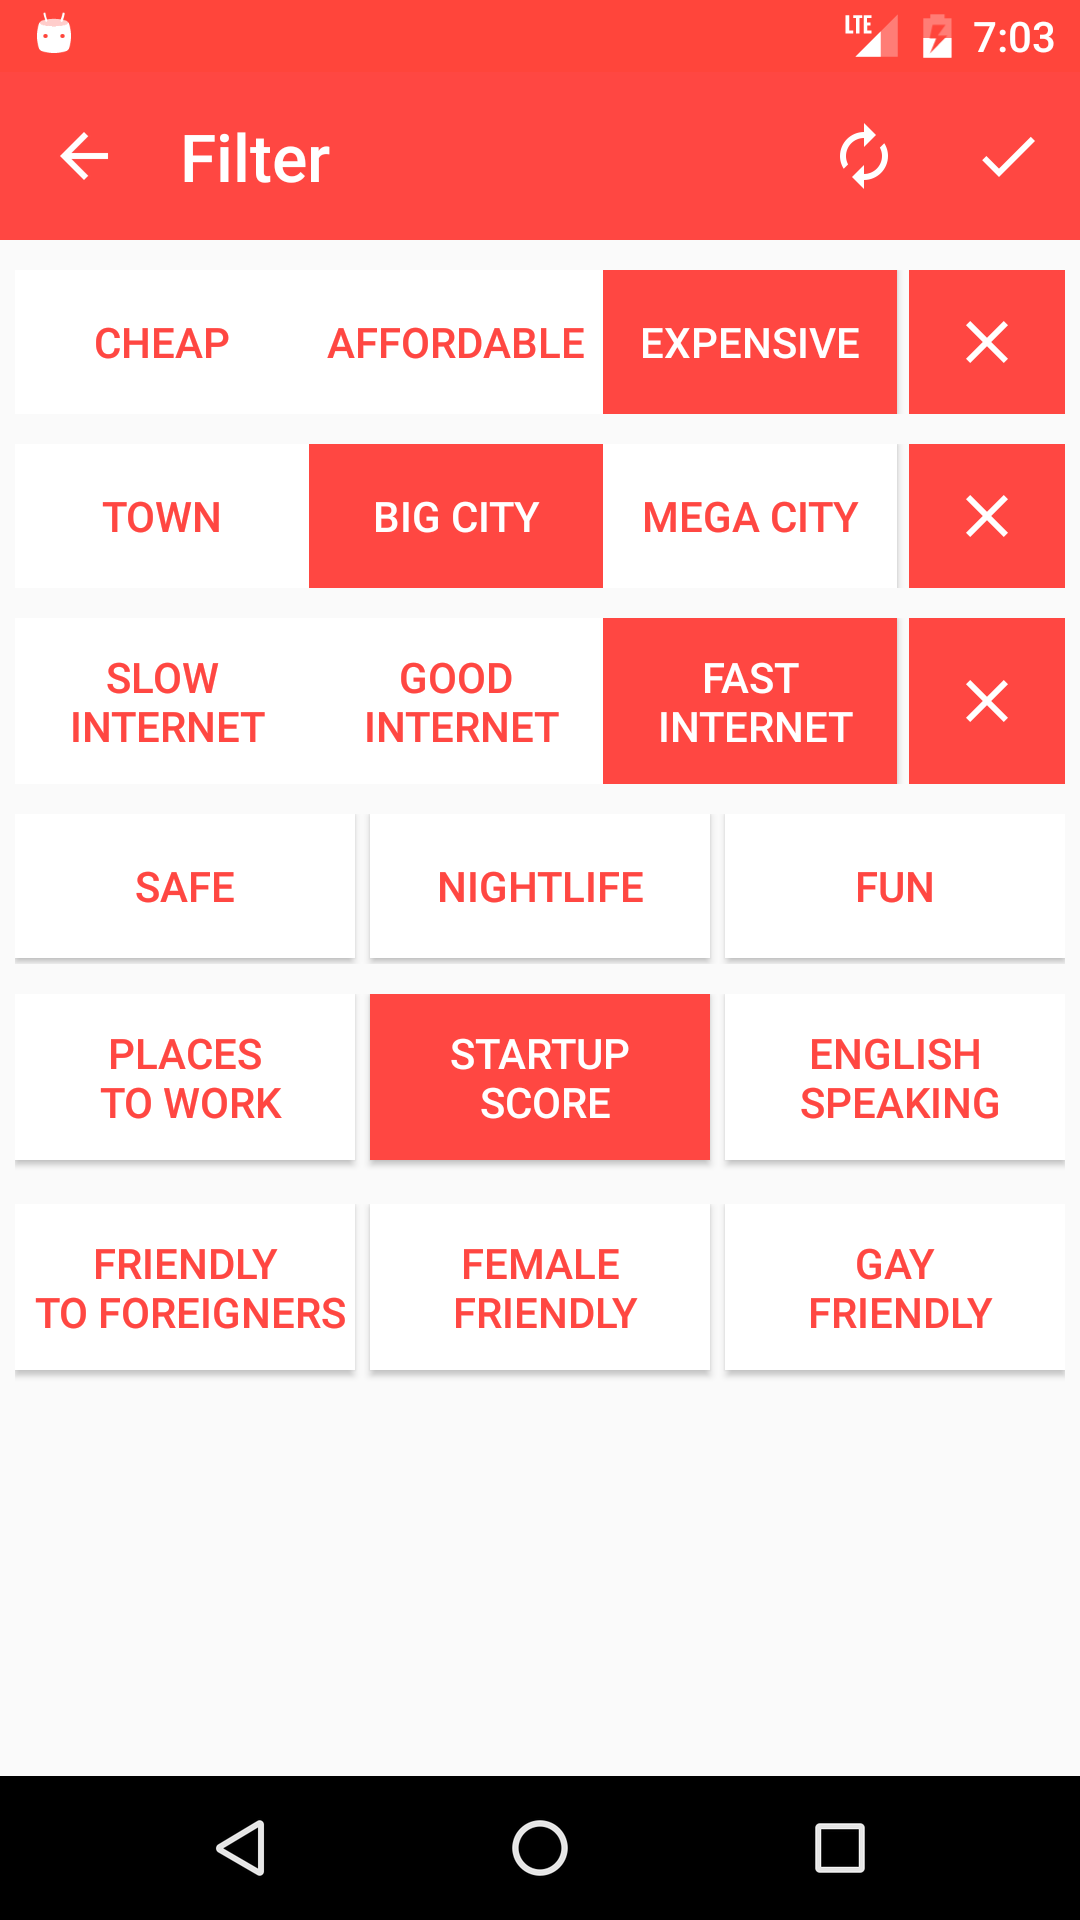 LTE 7:03
Filter
CHEAP AFFORDABLE EXPENSIVE
TOWN BIG CITY MEGA CITY
SLOW INTERNET GOOD INTERNET FAST INTERNET
SAFE NIGHTLIFE FUN
PLACES TO WORK STARTUP SCORE ENGLISH SPEAKING
FRIENDLY TO FOREIGNERS FEMALE FRIENDLY GAY FRIENDLY